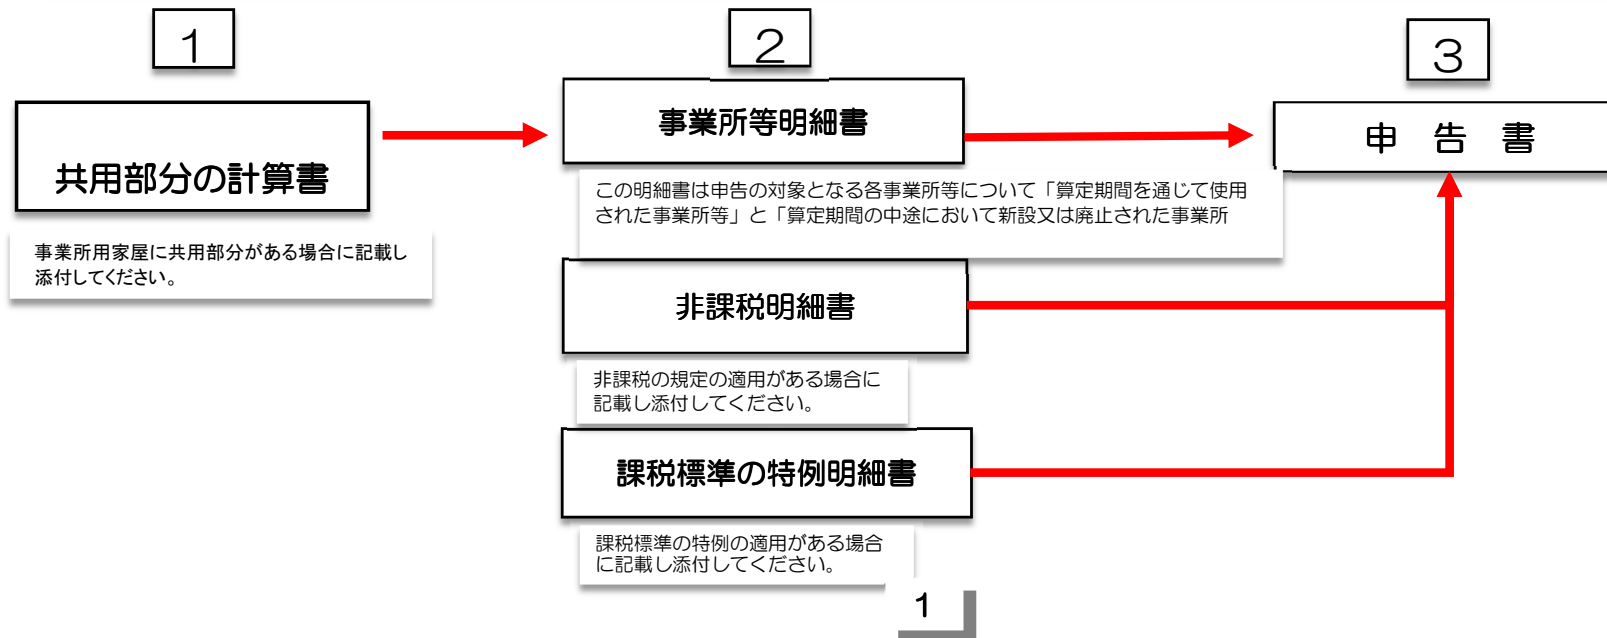 1
共用部分の計算書
事業所用家屋に共用部分がある場合に記載し
添付してください。
2
事業所等明細書
この明細書は申告の対象となる各事業所等について「算定期間を通じて使用
された事業所等」と「算定期間の中途において新設又は廃止された事業所
非課税明細書
非課税の規定の適用がある場合に
記載し添付してください。
課税標準の特例明細書
課税標準の特例の適用がある場合
に記載し添付してください。
3
申 告 書
1